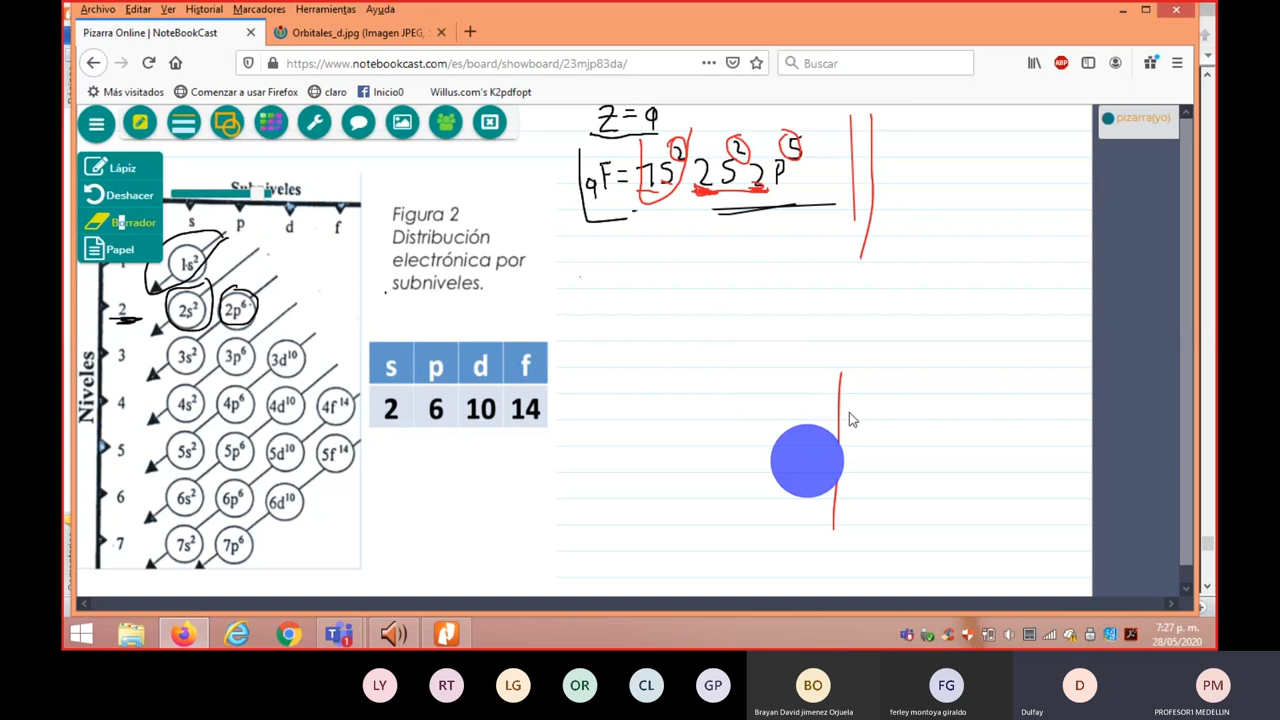 Archivo Editar Ver Historial Marcadores Herramientas Ayuda
Pizarra Online | NoteBookCast
Orbitales_d.jpg (Imagen JPEG,
https://www.notebookcast.com/es/board/showboard/23mjp83da/
Buscar
Más visitados
Comenzar a usar Firefox
claro
Inicio0
Willus.com's K2pdfopt
pizarra(yo)
Lápiz
Deshacer
Borrador
Papel
Z = 9
9F = 1S² 2S² 2P⁵
Subniveles
s p d f
Niveles
1s²
2 2s² 2p⁶
3 3s² 3p⁶ 3d¹⁰
4 4s² 4p⁶ 4d¹⁰ 4f¹⁴
5 5s² 5p⁶ 5d¹⁰ 5f¹⁴
6 6s² 6p⁶ 6d¹⁰
7 7s² 7p⁶
Figura 2
Distribución
electrónica por
subniveles.
s p d f
2 6 10 14
7:27 p. m.
28/05/2020
LY RT LG OR CL GP BO FG D PM
Brayan David jimenez Orjuela
ferley montoya giraldo
Dulfay
PROFESOR1 MEDELLIN